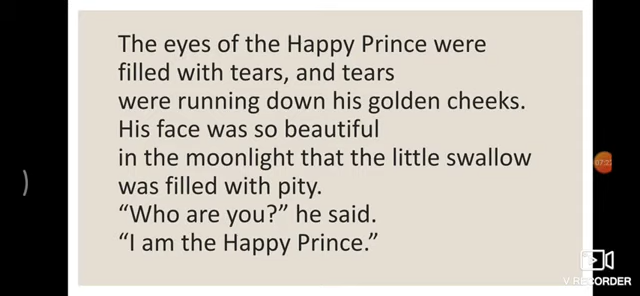 The eyes of the Happy Prince were
filled with tears, and tears
were running down his golden cheeks.
His face was so beautiful
in the moonlight that the little swallow
was filled with pity.
“Who are you?” he said.
“I am the Happy Prince.”
V.RECORDER